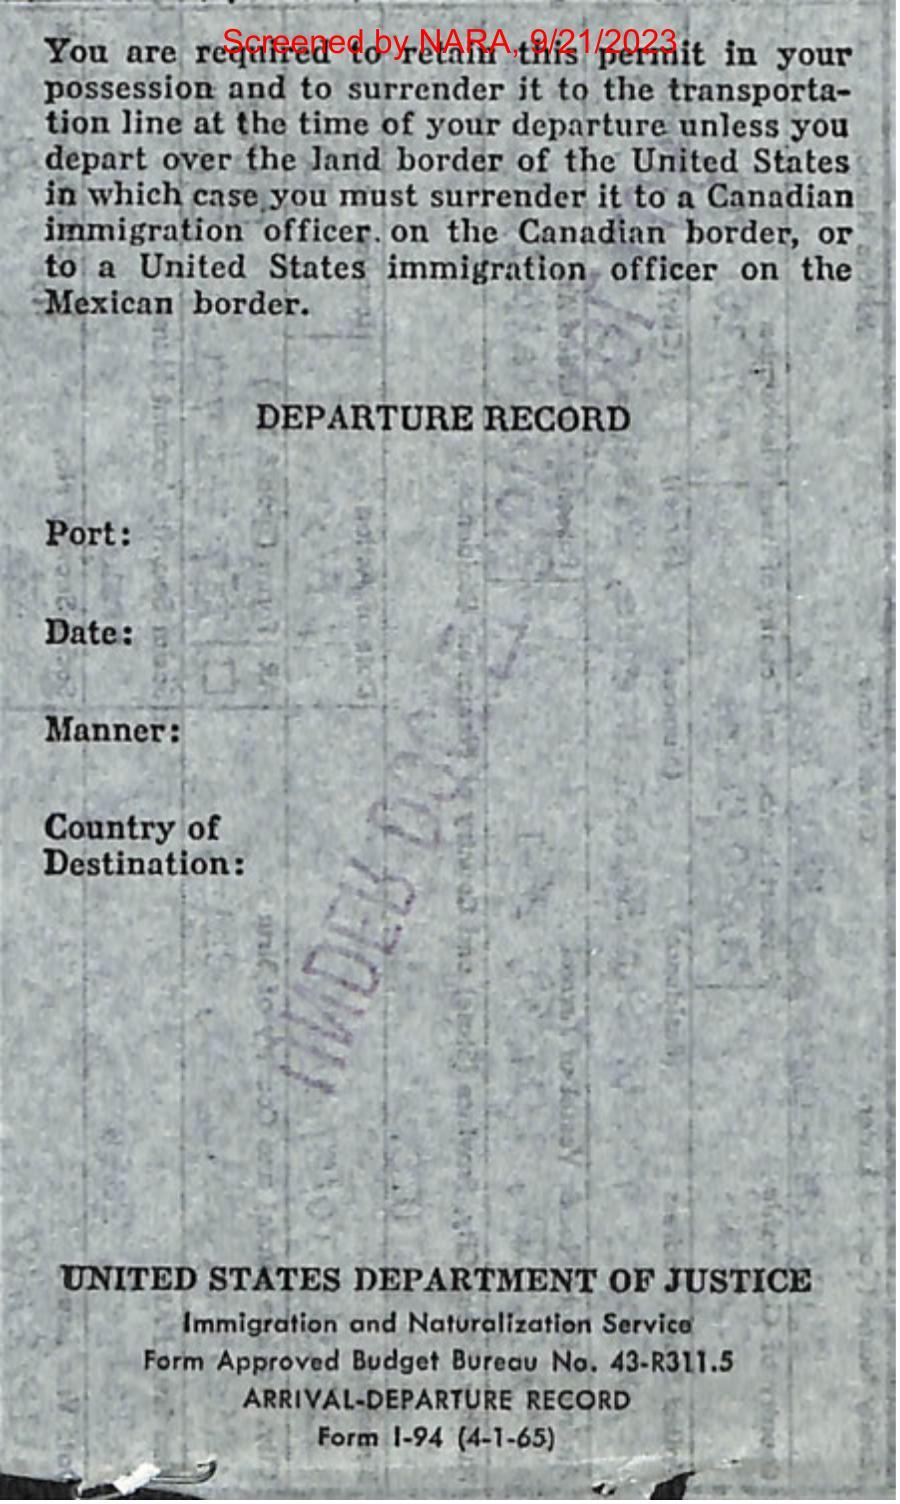 Screened by NARA, 9/21/2023
You are required to retain this permit in your
possession and to surrender it to the transporta-
tion line at the time of your departure unless you
depart over the land border of the United States
in which case you must surrender it to a Canadian
immigration officer on the Canadian border, or
to a United States immigration officer on the
Mexican border.
DEPARTURE RECORD
Port:
Date:
Manner:
Country of
Destination:
UNITED STATES DEPARTMENT OF JUSTICE
Immigration and Naturalization Service
Form Approved Budget Bureau No. 43-R311.5
ARRIVAL-DEPARTURE RECORD
Form I-94 (4-1-65)